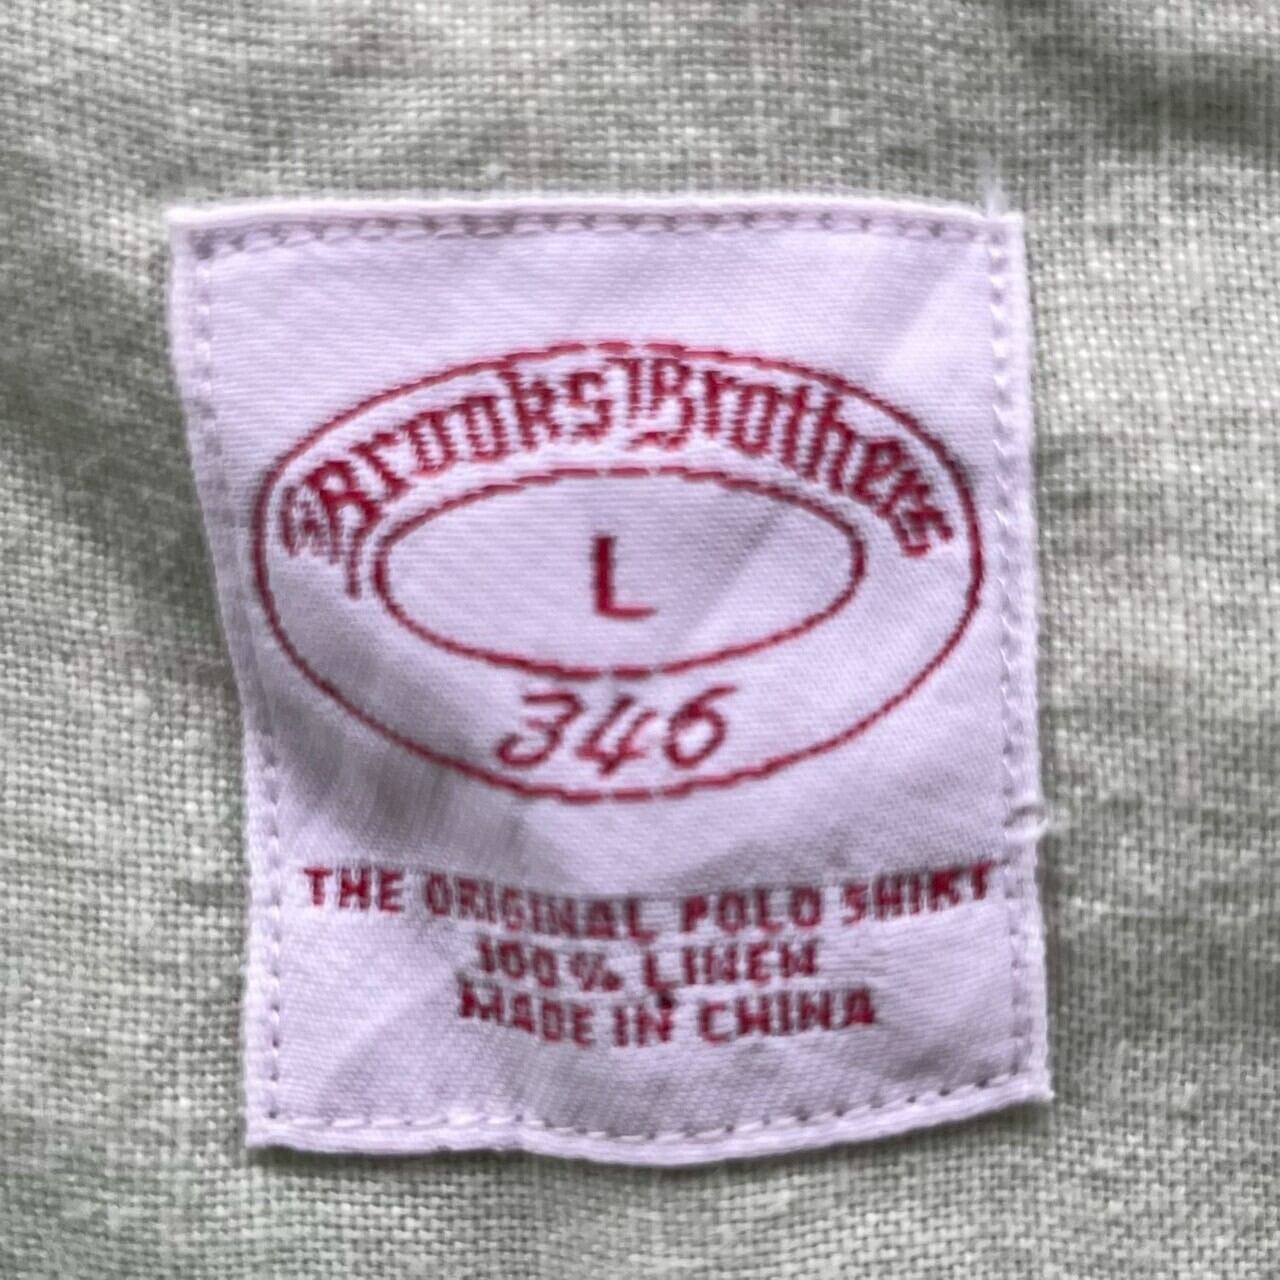 Brooks Brothers
L
346
THE ORIGINAL POLO SHIRT
100% LINEN
MADE IN CHINA